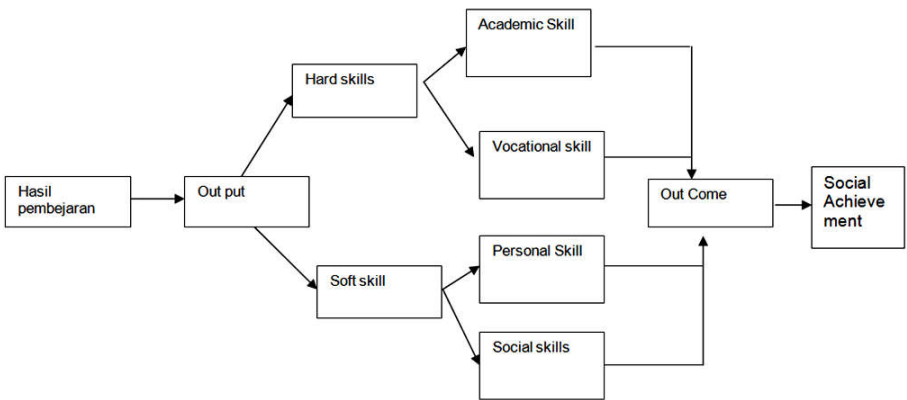 Academic Skill
Hard skills
Vocational skill
Hasil
pembejaran
Out put
Out Come
Social
Achieve
ment
Personal Skill
Soft skill
Social skills